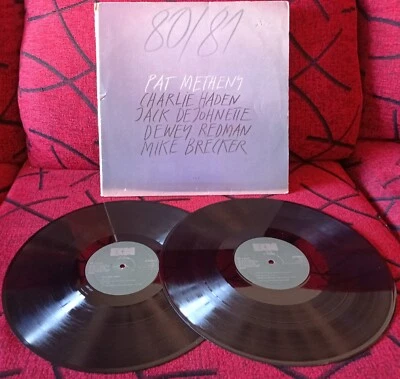 80/81
PAT METHENY
CHARLIE HADEN
JACK DEJOHNETTE
DEWEY REDMAN
MIKE BRECKER